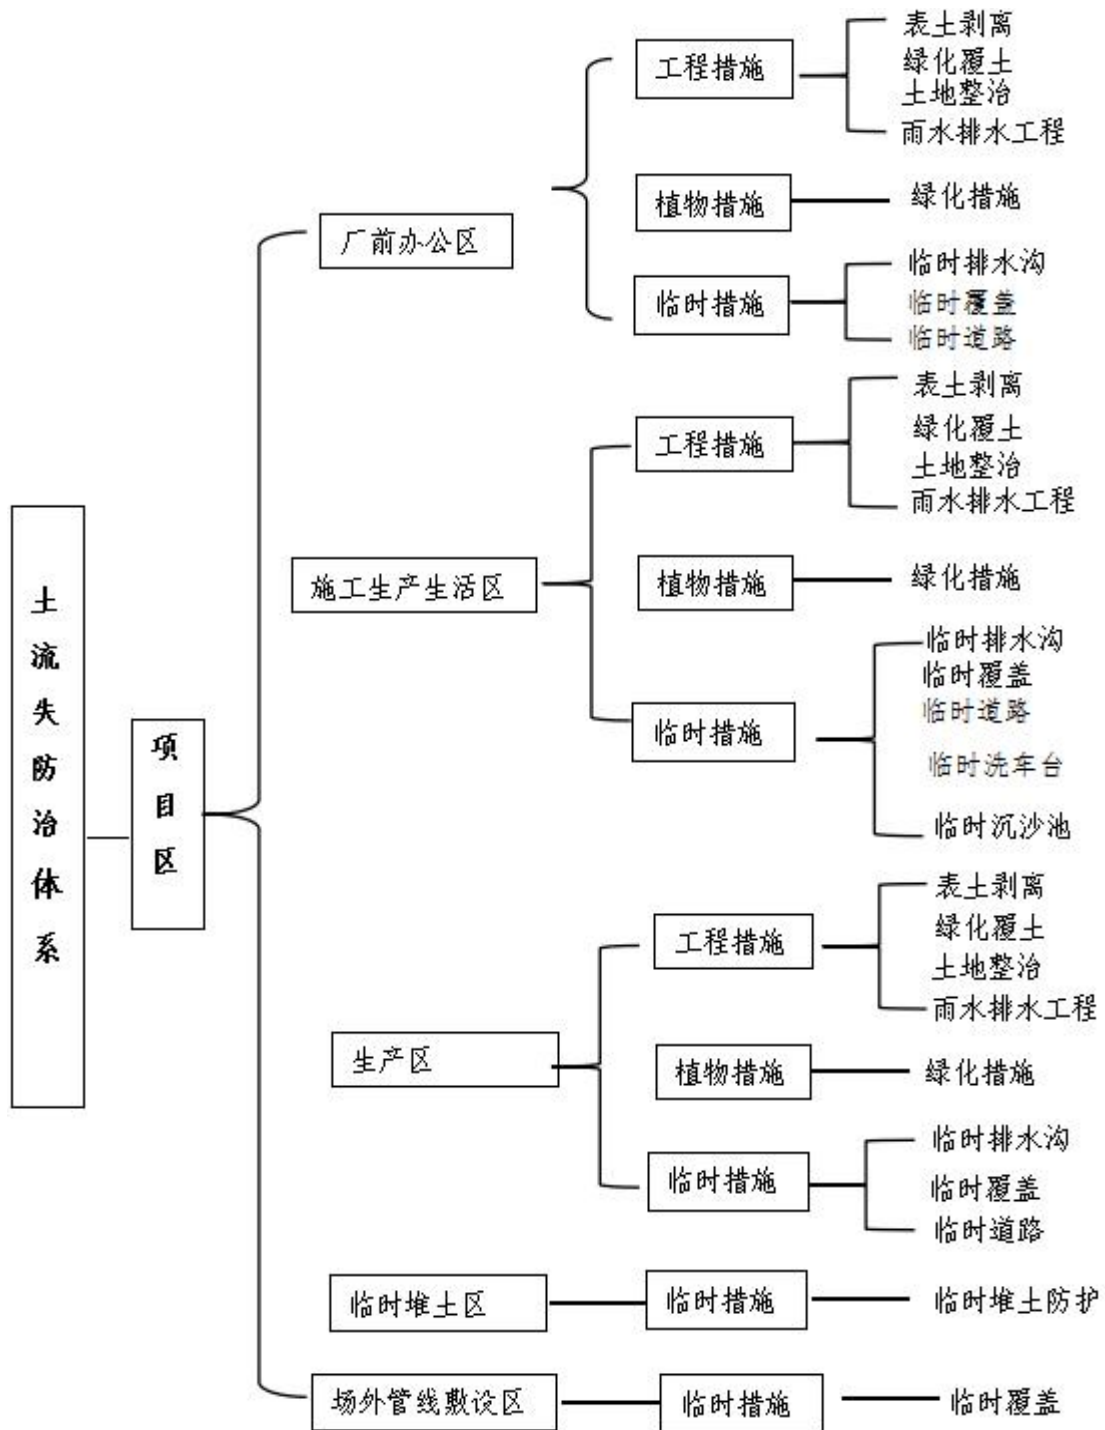 土流失防治体系
项目区
厂前办公区
工程措施
表土剥离
绿化覆土
土地整治
雨水排水工程
植物措施
绿化措施
临时措施
临时排水沟
临时覆盖
临时道路
施工生产生活区
工程措施
表土剥离
绿化覆土
土地整治
雨水排水工程
植物措施
绿化措施
临时措施
临时排水沟
临时覆盖
临时道路
临时洗车台
临时沉沙池
生产区
工程措施
表土剥离
绿化覆土
土地整治
雨水排水工程
植物措施
绿化措施
临时措施
临时排水沟
临时覆盖
临时道路
临时堆土区
临时措施
临时堆土防护
场外管线敷设区
临时措施
临时覆盖